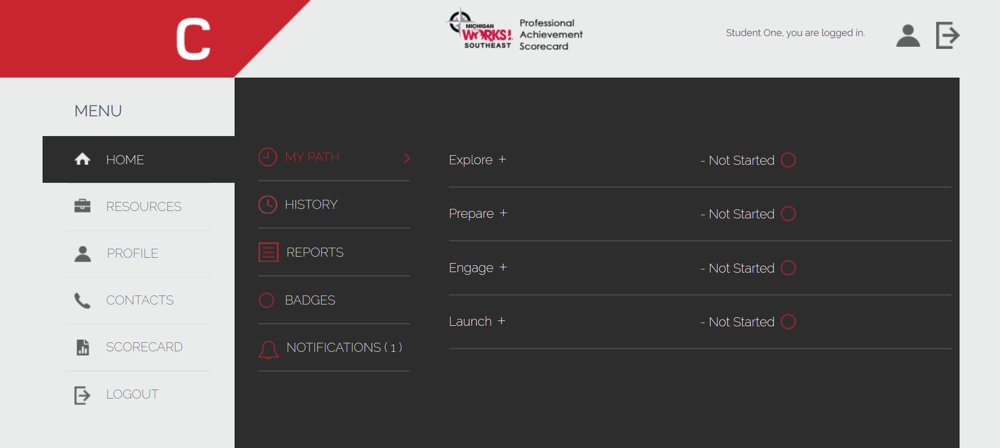 C
MICHIGAN
WORKS!
SOUTHEAST
Professional
Achievement
Scorecard
Student One, you are logged in.
MENU
HOME
RESOURCES
PROFILE
CONTACTS
SCORECARD
LOGOUT
MY PATH
HISTORY
REPORTS
BADGES
NOTIFICATIONS ( 1 )
Explore + - Not Started
Prepare + - Not Started
Engage + - Not Started
Launch + - Not Started